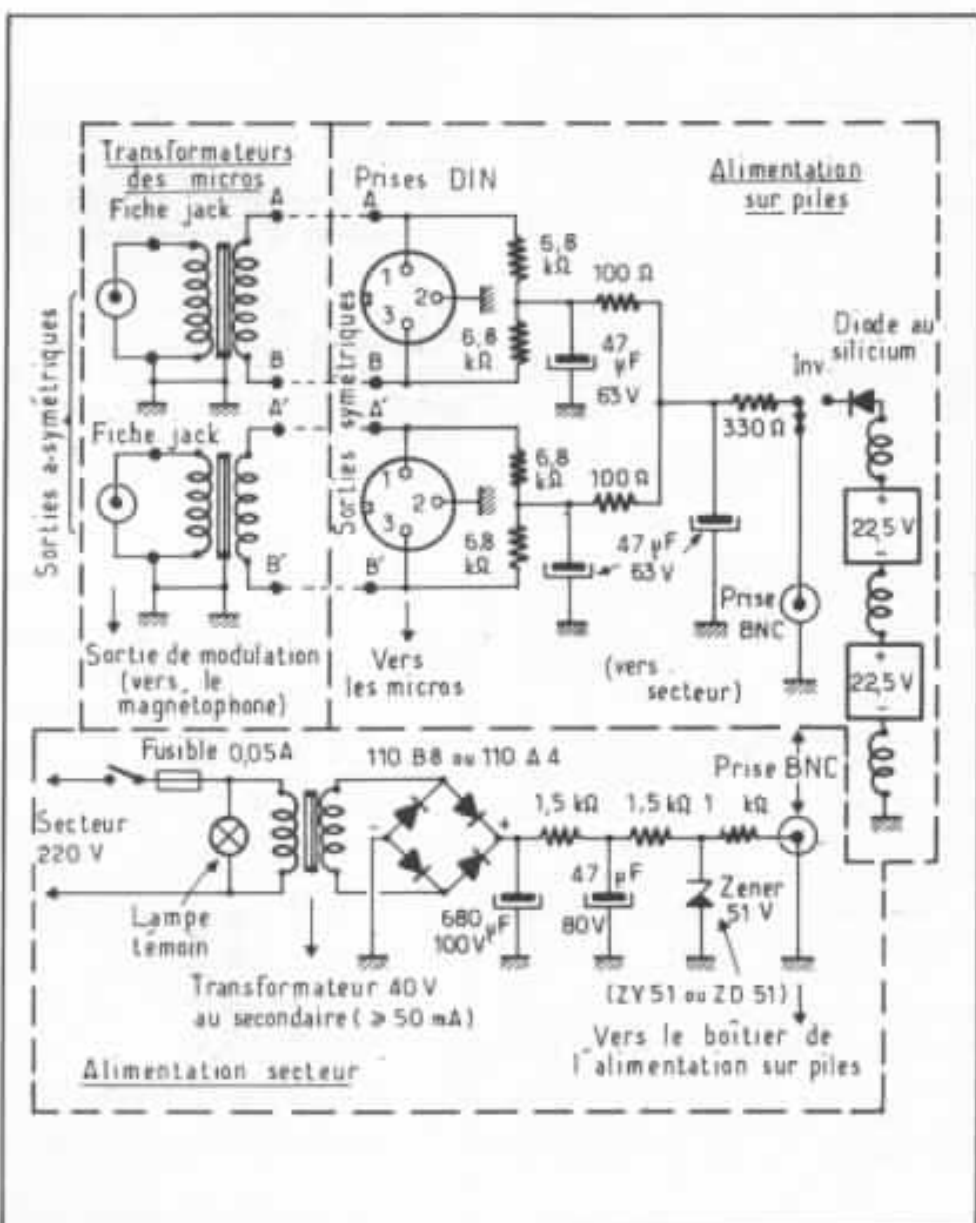 Transformateurs
des micros
Fiche jack
A
A
Prises DIN
Alimentation
sur piles
1
2
3
6,8
kΩ
6,8
kΩ
100 Ω
47
µF
63 V
Diode au
silicium
Inv.
330 Ω
Sorties a-symétriques
Sorties symétriques
B
B
A'
A'
Fiche jack
1
2
3
6,8
kΩ
6,8
kΩ
100 Ω
47 µF
63 V
+
22,5 V
-
Prise
BNC
+
22,5 V
-
B'
B'
Sortie de modulation
(vers le
magnetophone)
Vers
les micros
(vers
secteur)
Fusible 0,05A
110 B8 ou 110 A4
Prise BNC
Secteur
220 V
-
+
1,5 kΩ
1,5 kΩ
1 kΩ
Lampe
témoin
680 µF
100V
47 µF
80V
Zener
51 V
Transformateur 40 V
au secondaire (⩾ 50 mA)
(ZY 51 ou ZD 51)
Vers le boîtier de
l'alimentation sur piles
Alimentation secteur